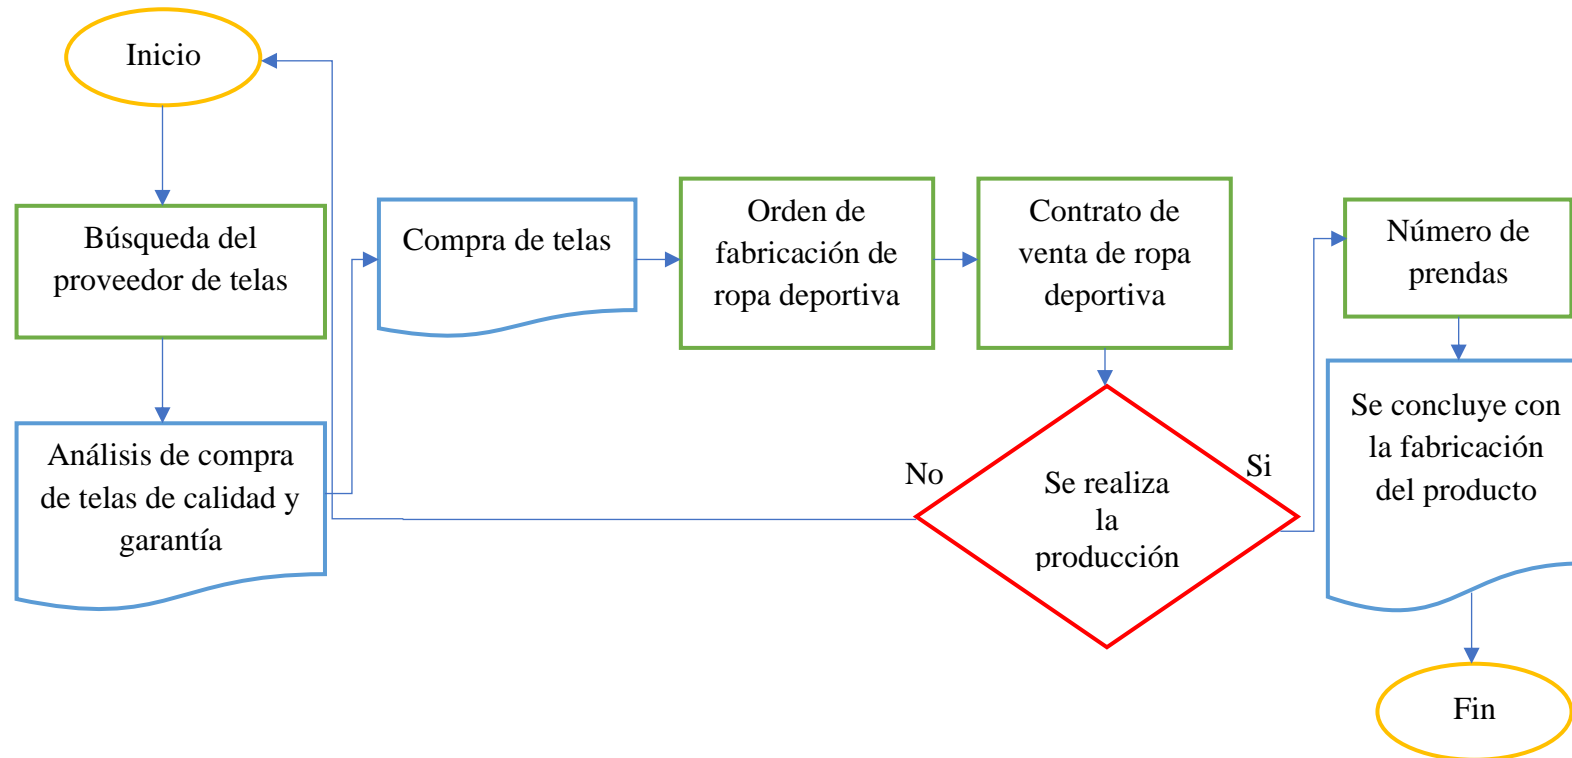 Inicio
Búsqueda del
proveedor de telas
Análisis de compra
de telas de calidad y
garantía
Compra de telas
Orden de
fabricación de
ropa deportiva
Contrato de
venta de ropa
deportiva
No
Se realiza
la
producción
Si
Número de
prendas
Se concluye con
la fabricación
del producto
Fin